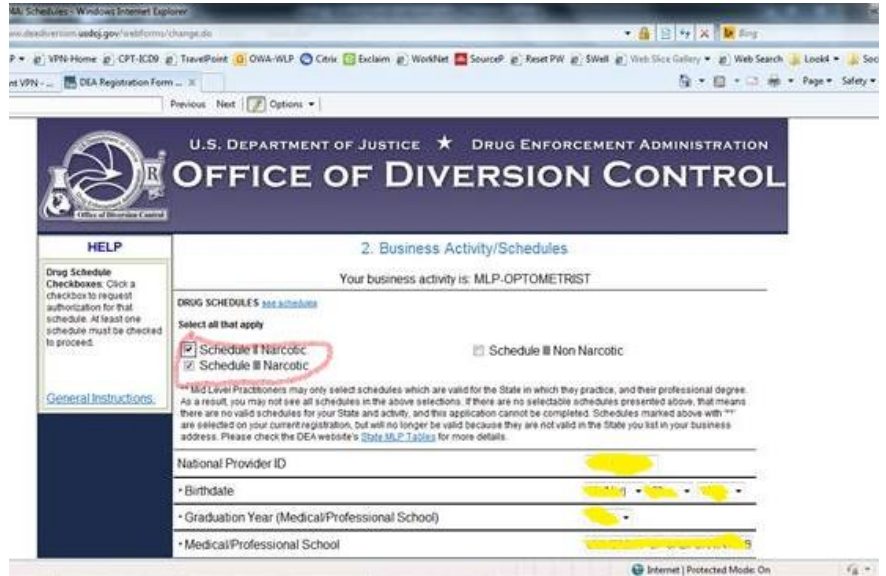 MAi Schedules - Windows Internet Explorer
www.deadiversion.usdoj.gov/webforms/change.do
Bing
P VPN-Home CPT-ICD9 TravelPoint OWA-WLP Citrix Exclaim WorkNet SourceP Reset PW SWell Web Slice Gallery Web Search Look4 Soc
nt VPN - ... DEA Registration Form ... X
Page Safety
Previous Next Options
U.S. DEPARTMENT OF JUSTICE ★ DRUG ENFORCEMENT ADMINISTRATION
OFFICE OF DIVERSION CONTROL
Office of Diversion Control
HELP
Drug Schedule
Checkboxes: Click a
checkbox to request
authorization for that
schedule. At least one
schedule must be checked
to proceed.
General Instructions.
2. Business Activity/Schedules
Your business activity is: MLP-OPTOMETRIST
DRUG SCHEDULES see schedules
Select all that apply
Schedule II Narcotic
Schedule III Non Narcotic
Schedule III Narcotic
** Mid Level Practitioners may only select schedules which are valid for the State in which they practice, and their professional degree.
As a result, you may not see all schedules in the above selections. If there are no selectable schedules presented above, that means
there are no valid schedules for your State and activity, and this application cannot be completed. Schedules marked above with "**"
are selected on your current registration, but will no longer be valid because they are not valid in the State you list in your business
address. Please check the DEA website's State MLP Tables for more details.
National Provider ID
• Birthdate
• Graduation Year (Medical/Professional School)
• Medical/Professional School
Internet | Protected Mode: On